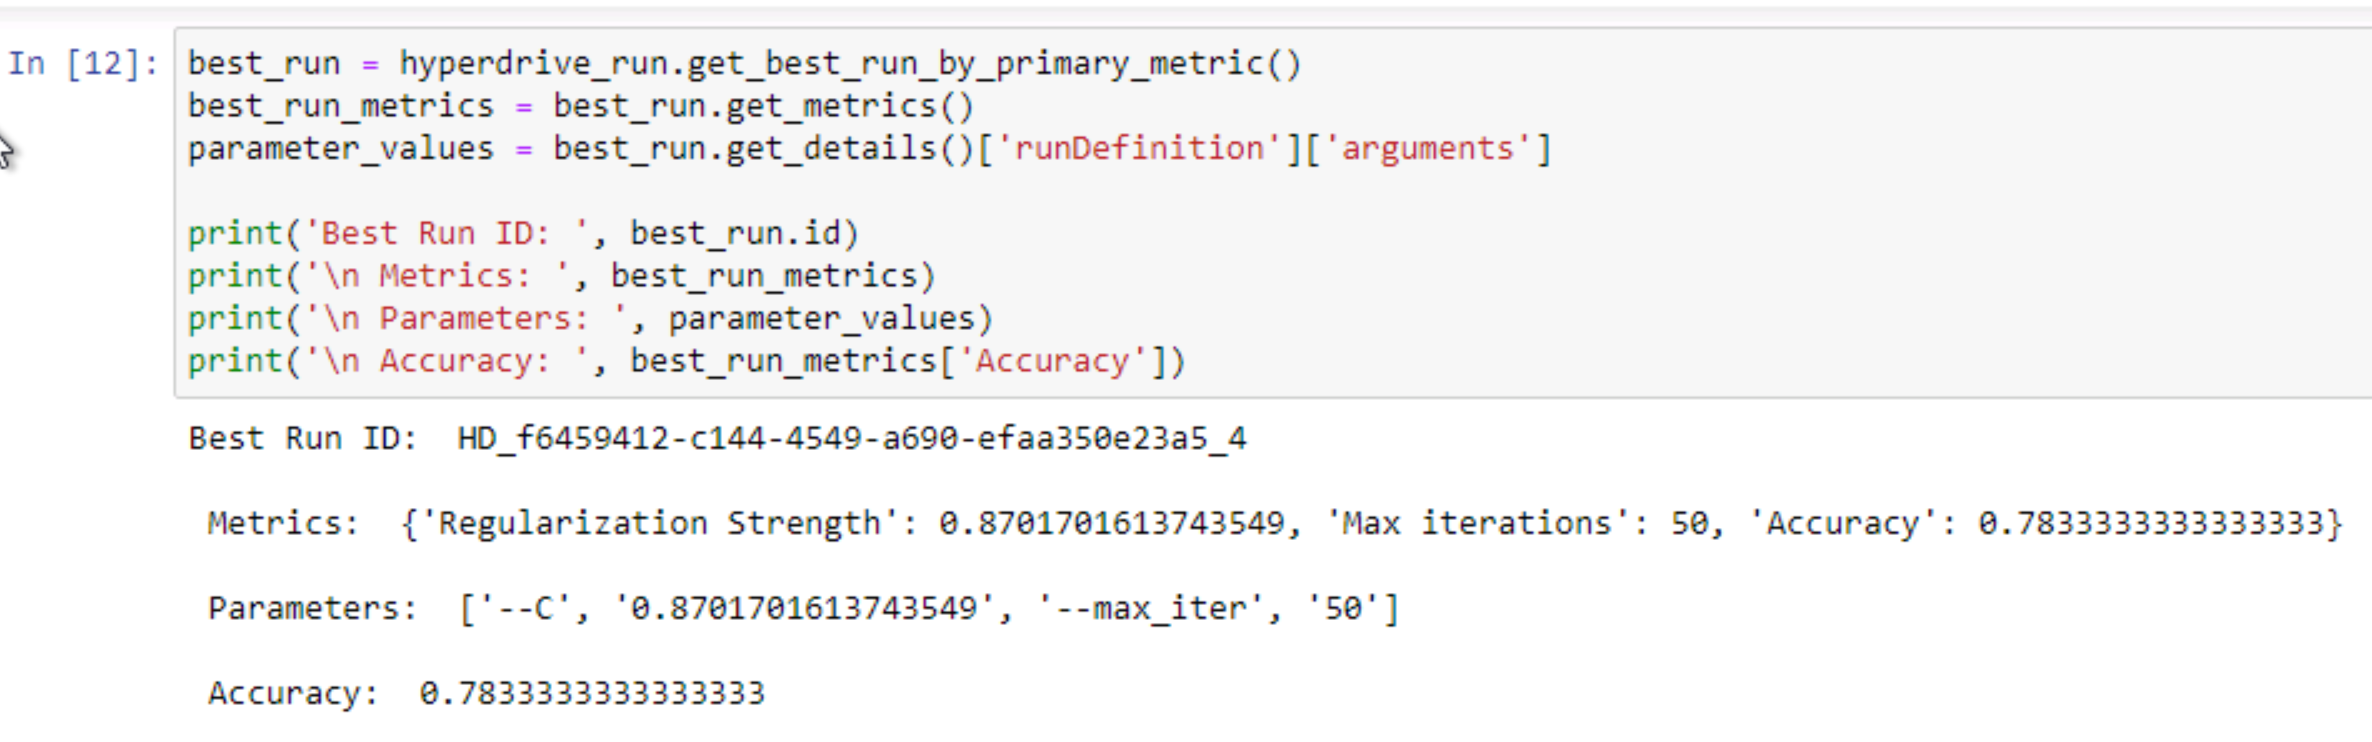 In [12]: best_run = hyperdrive_run.get_best_run_by_primary_metric()
best_run_metrics = best_run.get_metrics()
parameter_values = best_run.get_details()['runDefinition']['arguments']
print('Best Run ID: ', best_run.id)
print('\n Metrics: ', best_run_metrics)
print('\n Parameters: ', parameter_values)
print('\n Accuracy: ', best_run_metrics['Accuracy'])
Best Run ID:  HD_f6459412-c144-4549-a690-efaa350e23a5_4
Metrics:  {'Regularization Strength': 0.8701701613743549, 'Max iterations': 50, 'Accuracy': 0.7833333333333333}
Parameters:  ['--C', '0.8701701613743549', '--max_iter', '50']
Accuracy:  0.7833333333333333